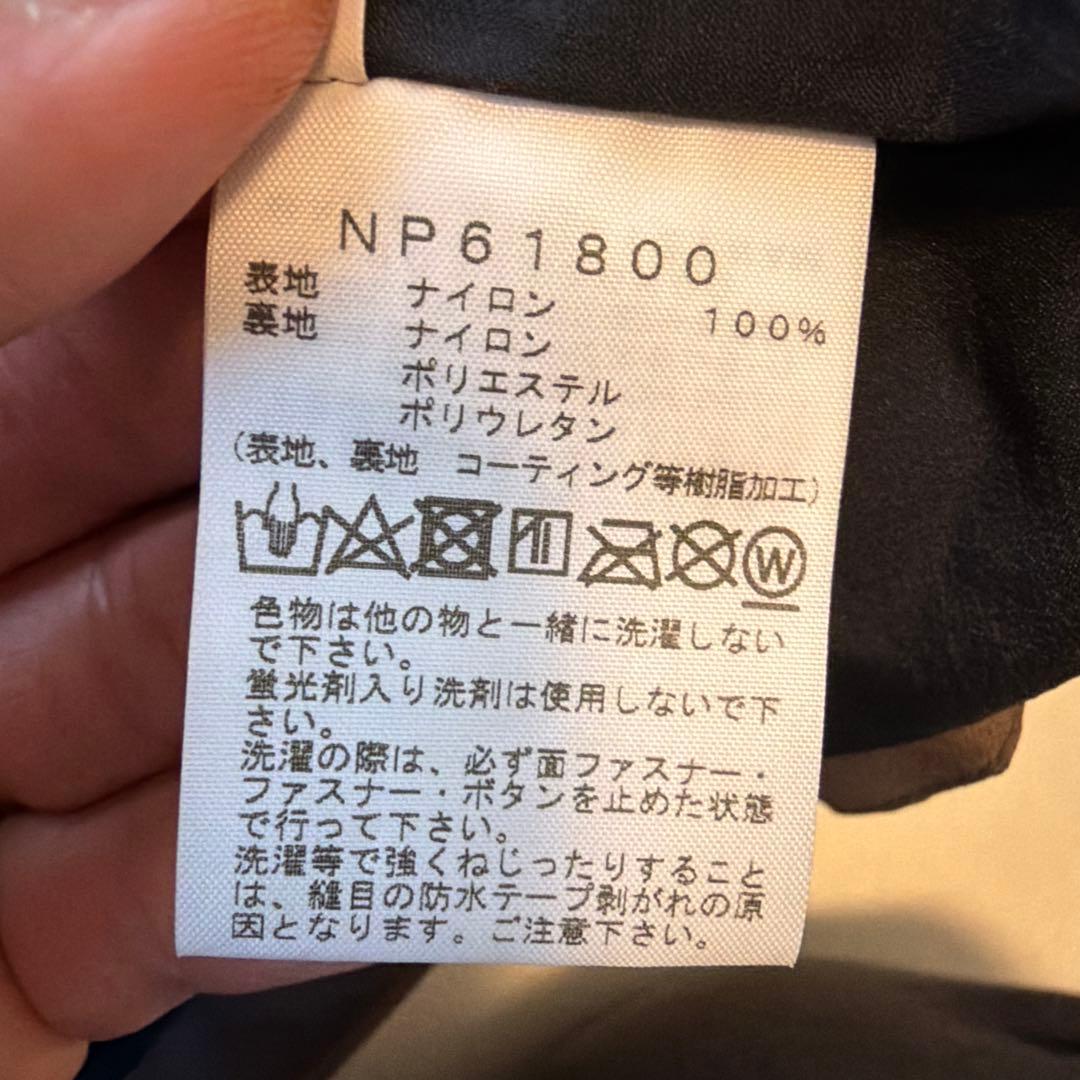 NP61800
表地 ナイロン 100%
裏地 ナイロン
ポリエステル
ポリウレタン
(表地、裏地 コーティング等樹脂加工)
W
色物は他の物と一緒に洗濯しない
で下さい。
蛍光剤入り洗剤は使用しないで下
さい。
洗濯の際は、必ず面ファスナー・
ファスナー・ボタンを止めた状態
で行って下さい。
洗濯等で強くねじったりすること
は、縫目の防水テープ剥がれの原
因となります。ご注意下さい。